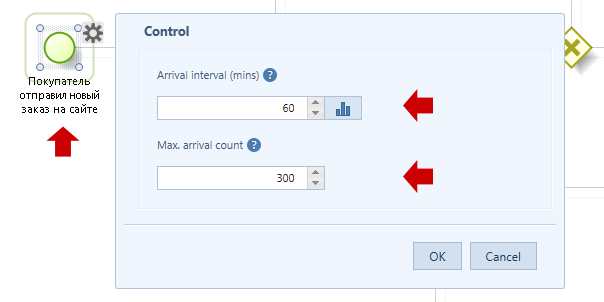 Control
Arrival interval (mins) ?
60
Max. arrival count ?
300
OK
Cancel
Покупатель
отправил новый
заказ на сайте